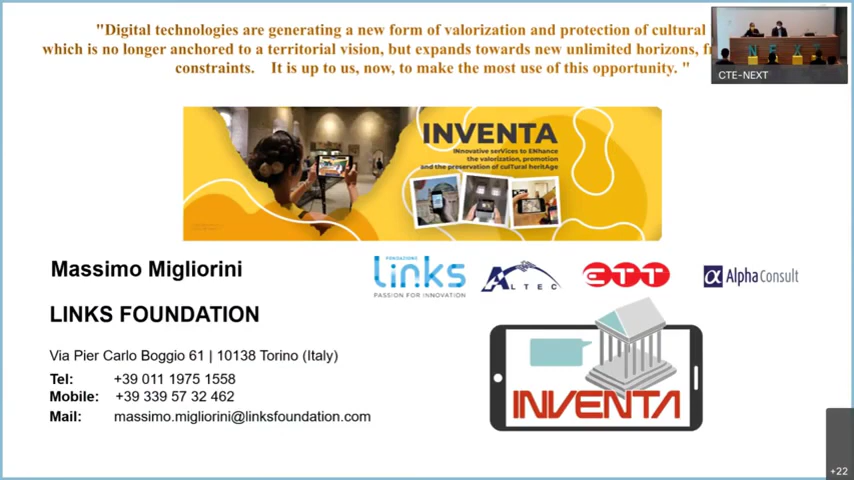 "Digital technologies are generating a new form of valorization and protection of cultural
which is no longer anchored to a territorial vision, but expands towards new unlimited horizons,
constraints. It is up to us, now, to make the most use of this opportunity. "
NEXT
CTE-NEXT
INVENTA
INnovative serVices to ENhance
the valorization, promotion
and the preservation of culTural heritAge
Massimo Migliorini
FONDAZIONE
links
PASSION FOR INNOVATION
ALTEC
ETT
α AlphaConsult
LINKS FOUNDATION
Via Pier Carlo Boggio 61 | 10138 Torino (Italy)
Tel: +39 011 1975 1558
Mobile: +39 339 57 32 462
Mail: massimo.migliorini@linksfoundation.com
INVENTA
+22